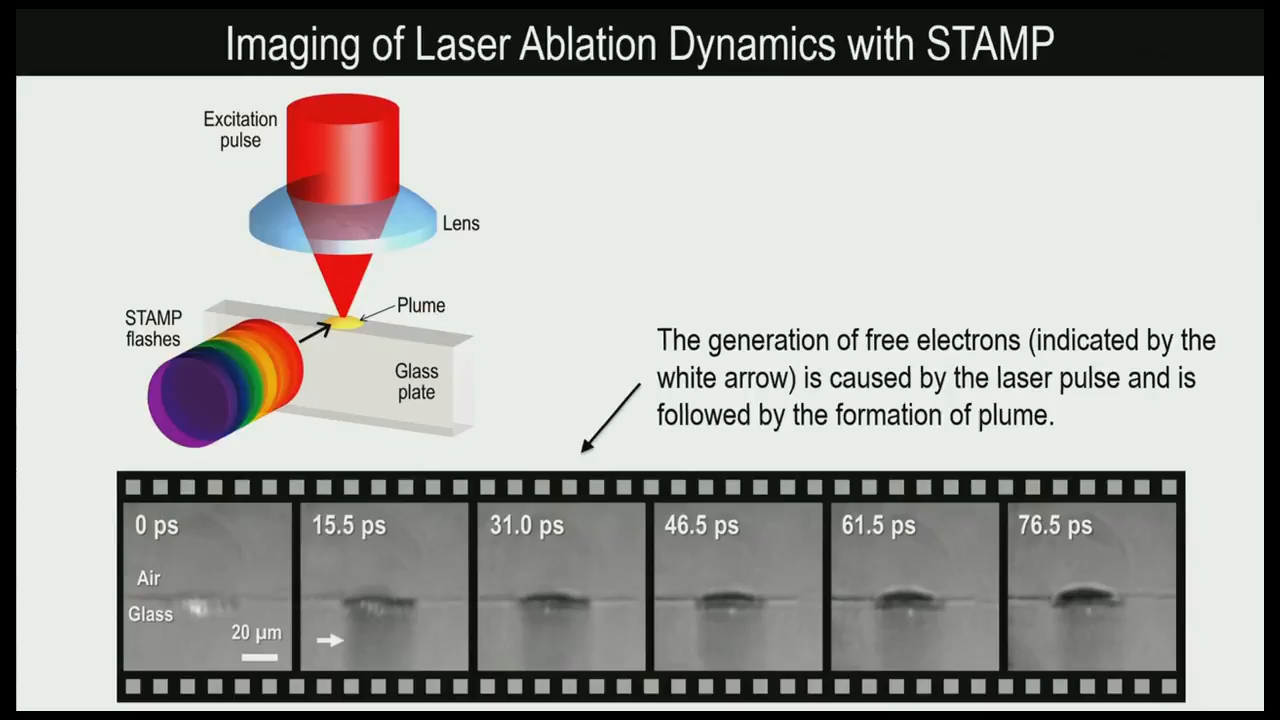 Imaging of Laser Ablation Dynamics with STAMP
Excitation
pulse
Lens
Plume
STAMP
flashes
Glass
plate
The generation of free electrons (indicated by the
white arrow) is caused by the laser pulse and is
followed by the formation of plume.
0 ps
15.5 ps
31.0 ps
46.5 ps
61.5 ps
76.5 ps
Air
Glass
20 µm